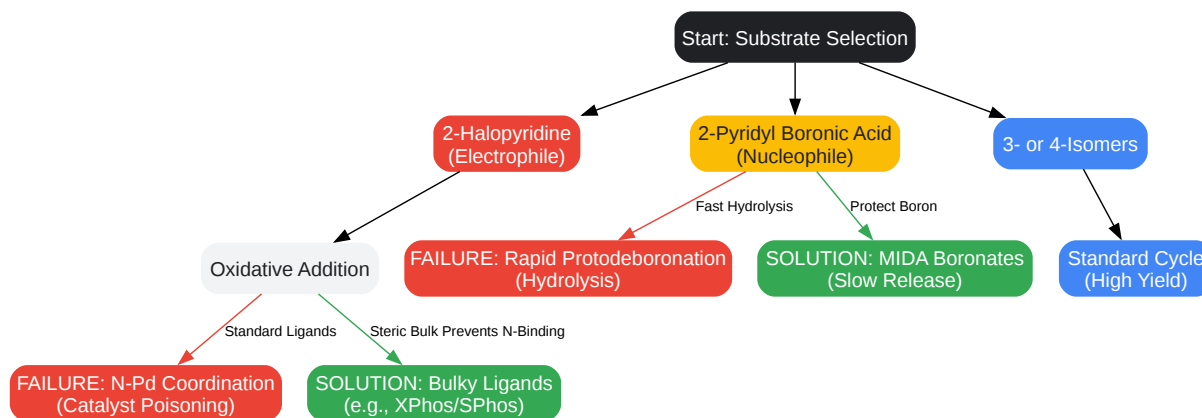 Start: Substrate Selection
2-Halopyridine
(Electrophile)
2-Pyridyl Boronic Acid
(Nucleophile)
3- or 4-Isomers
Fast Hydrolysis
Protect Boron
Oxidative Addition
FAILURE: Rapid Protodeboronation
(Hydrolysis)
SOLUTION: MIDA Boronates
(Slow Release)
Standard Cycle
(High Yield)
Standard Ligands
Steric Bulk Prevents N-Binding
FAILURE: N-Pd Coordination
(Catalyst Poisoning)
SOLUTION: Bulky Ligands
(e.g., XPhos/SPhos)